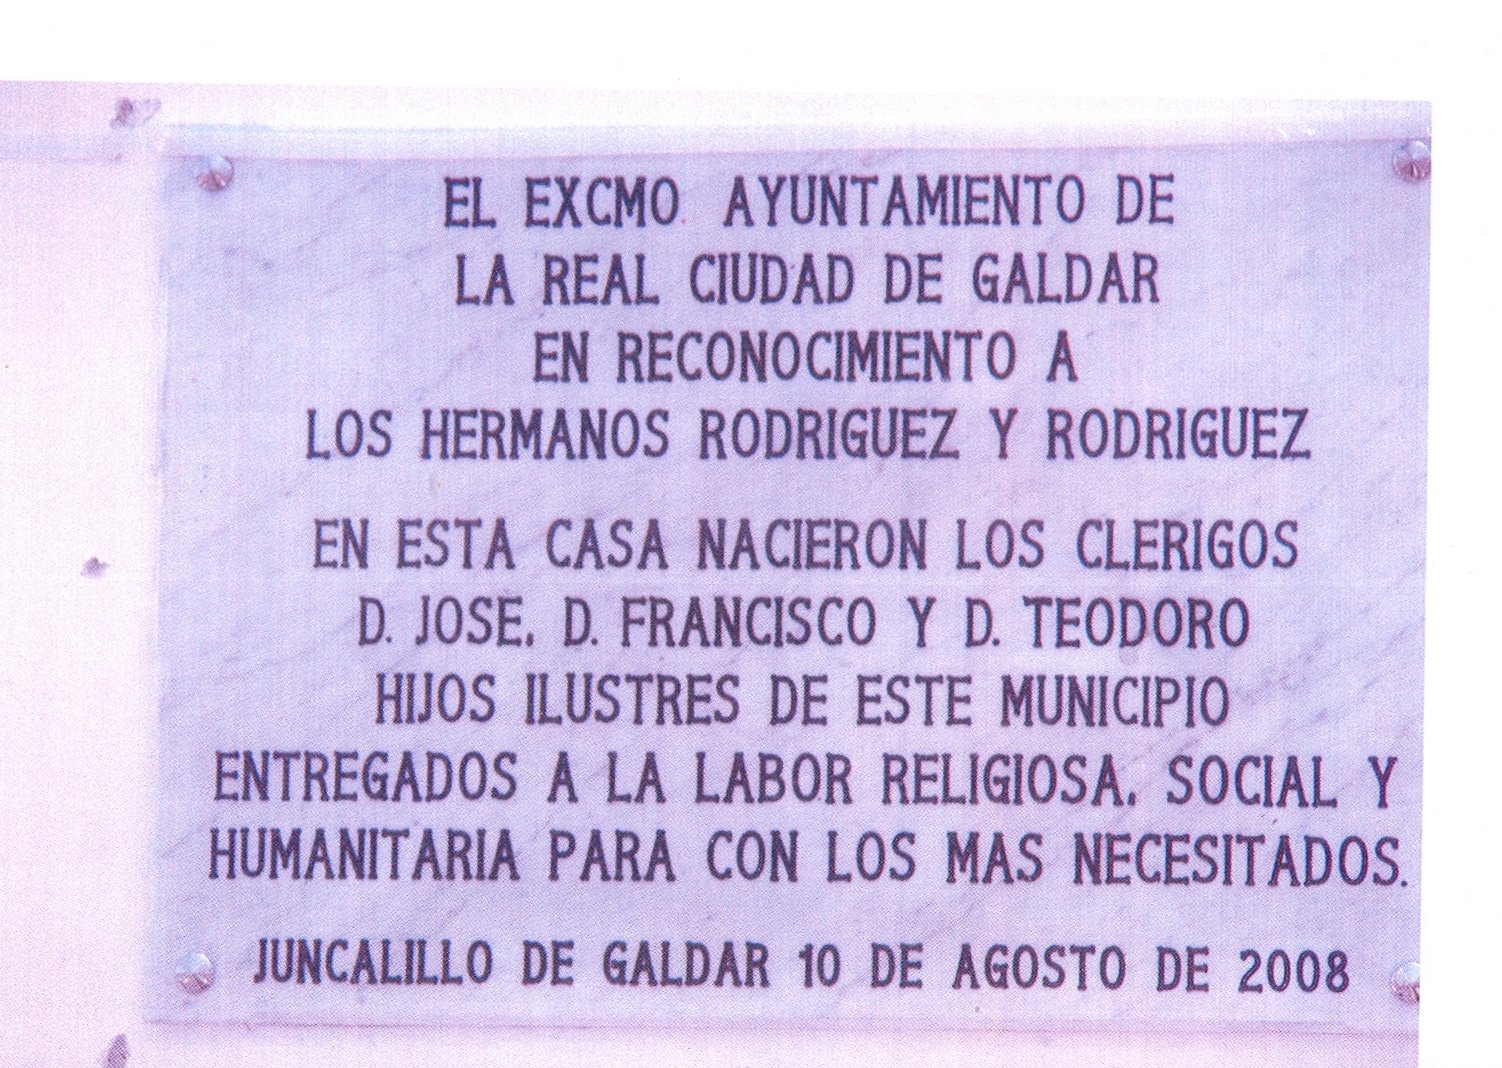 EL EXCMO. AYUNTAMIENTO DE
LA REAL CIUDAD DE GALDAR
EN RECONOCIMIENTO A
LOS HERMANOS RODRIGUEZ Y RODRIGUEZ
EN ESTA CASA NACIERON LOS CLERIGOS
D. JOSE, D. FRANCISCO Y D. TEODORO
HIJOS ILUSTRES DE ESTE MUNICIPIO
ENTREGADOS A LA LABOR RELIGIOSA, SOCIAL Y
HUMANITARIA PARA CON LOS MAS NECESITADOS.
JUNCALILLO DE GALDAR 10 DE AGOSTO DE 2008